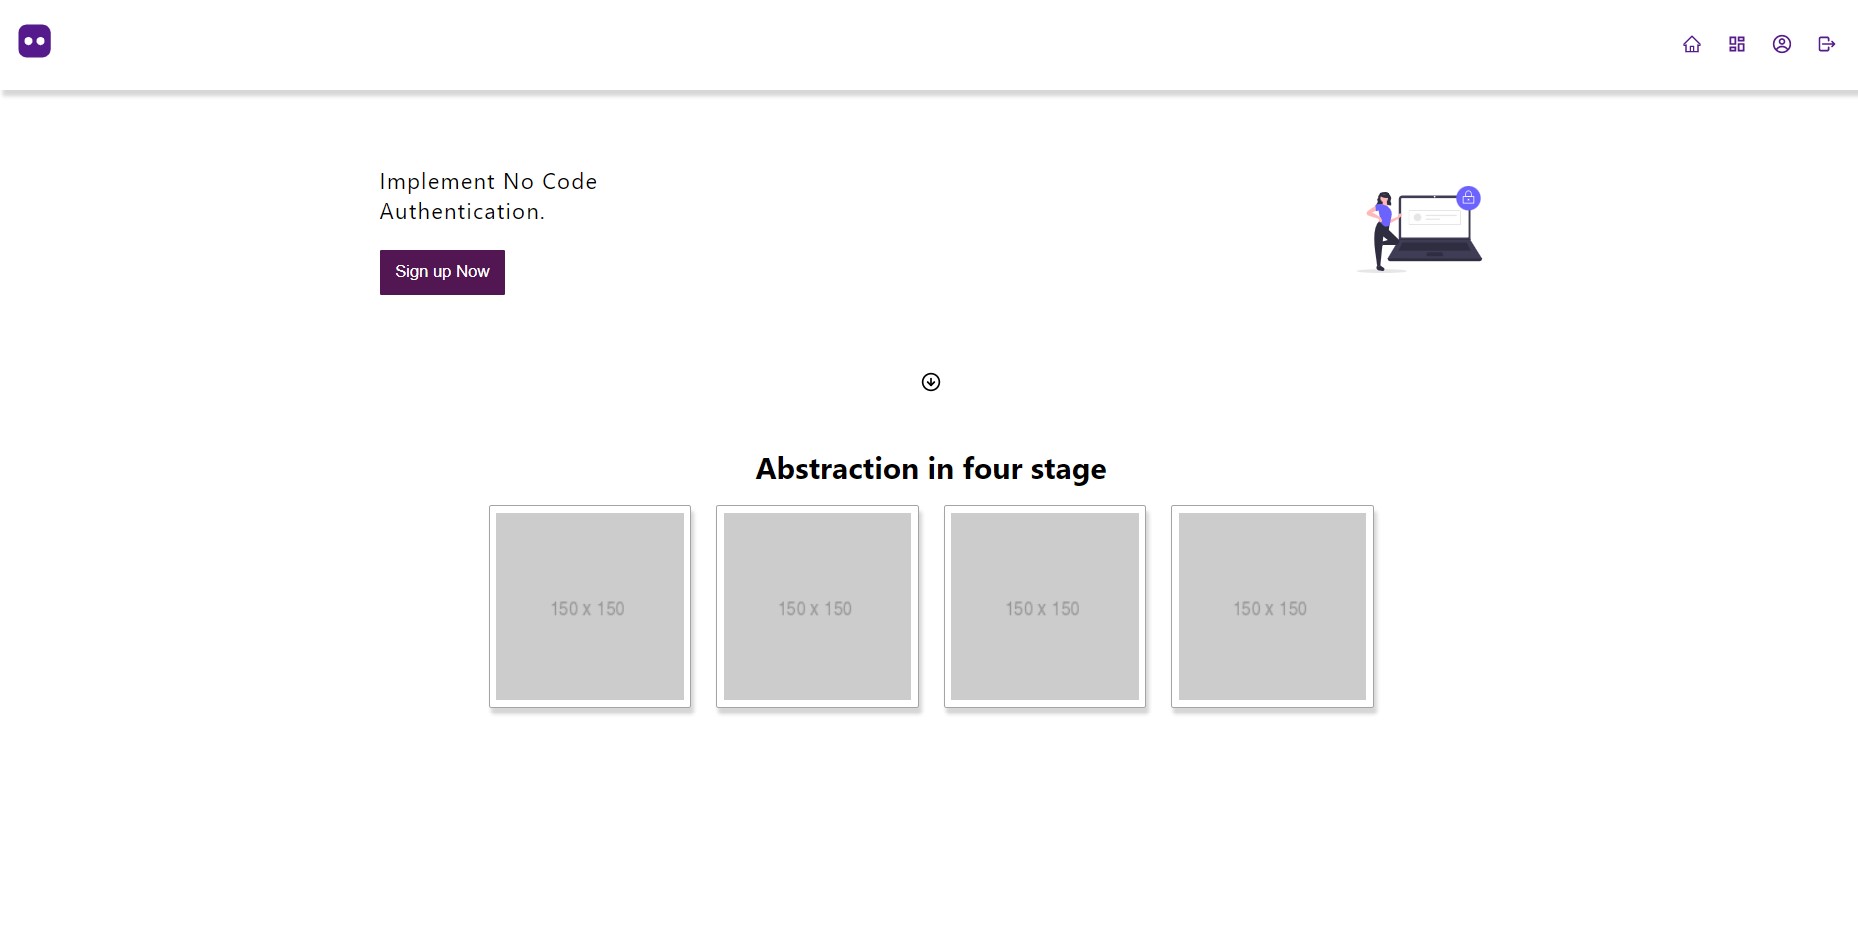 Implement No Code
Authentication.
Sign up Now
Abstraction in four stage
150 x 150
150 x 150
150 x 150
150 x 150